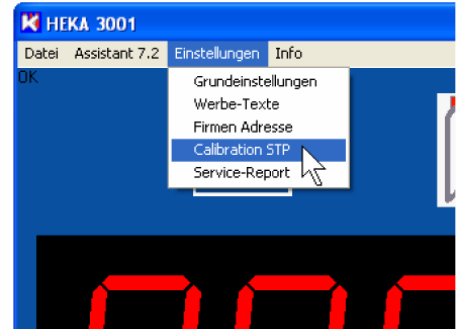 HEKA 3001
Datei Assistant 7.2 Einstellungen Info
OK
Grundeinstellungen
Werbe-Texte
Firmen Adresse
Calibration STP
Service-Report